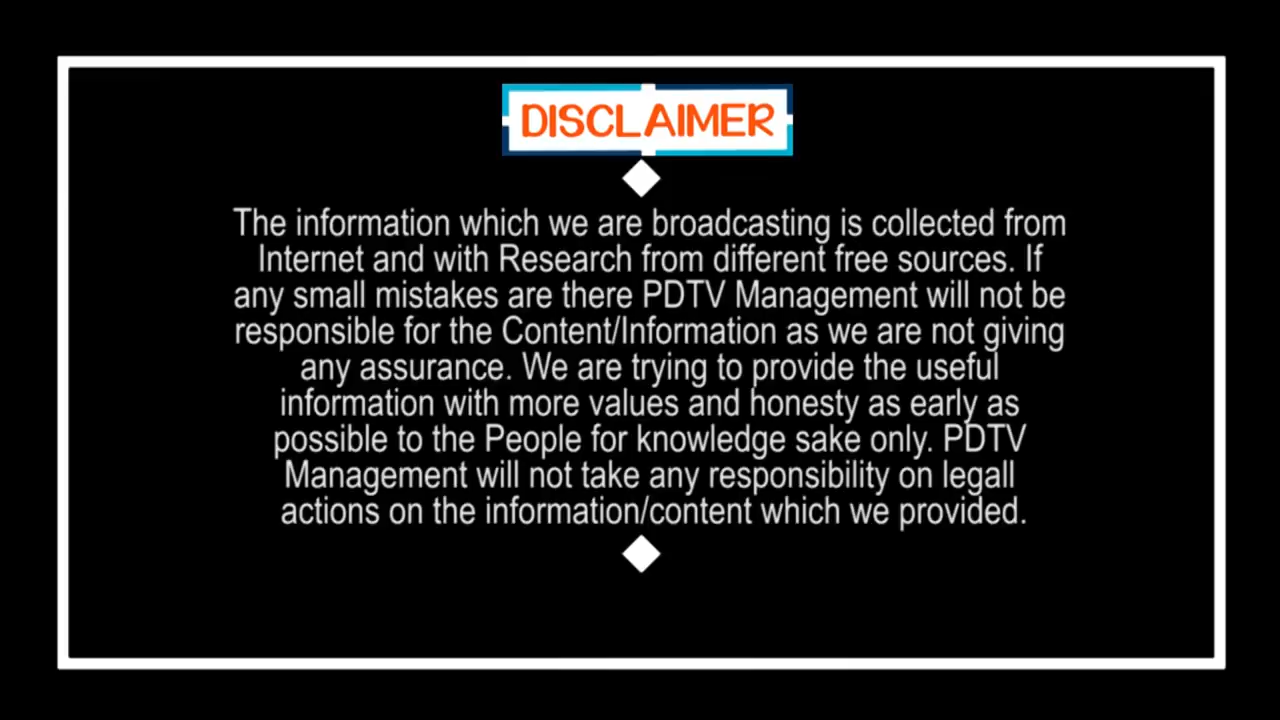 DISCLAIMER
The information which we are broadcasting is collected from
Internet and with Research from different free sources. If
any small mistakes are there PDTV Management will not be
responsible for the Content/Information as we are not giving
any assurance. We are trying to provide the useful
information with more values and honesty as early as
possible to the People for knowledge sake only. PDTV
Management will not take any responsibility on legall
actions on the information/content which we provided.